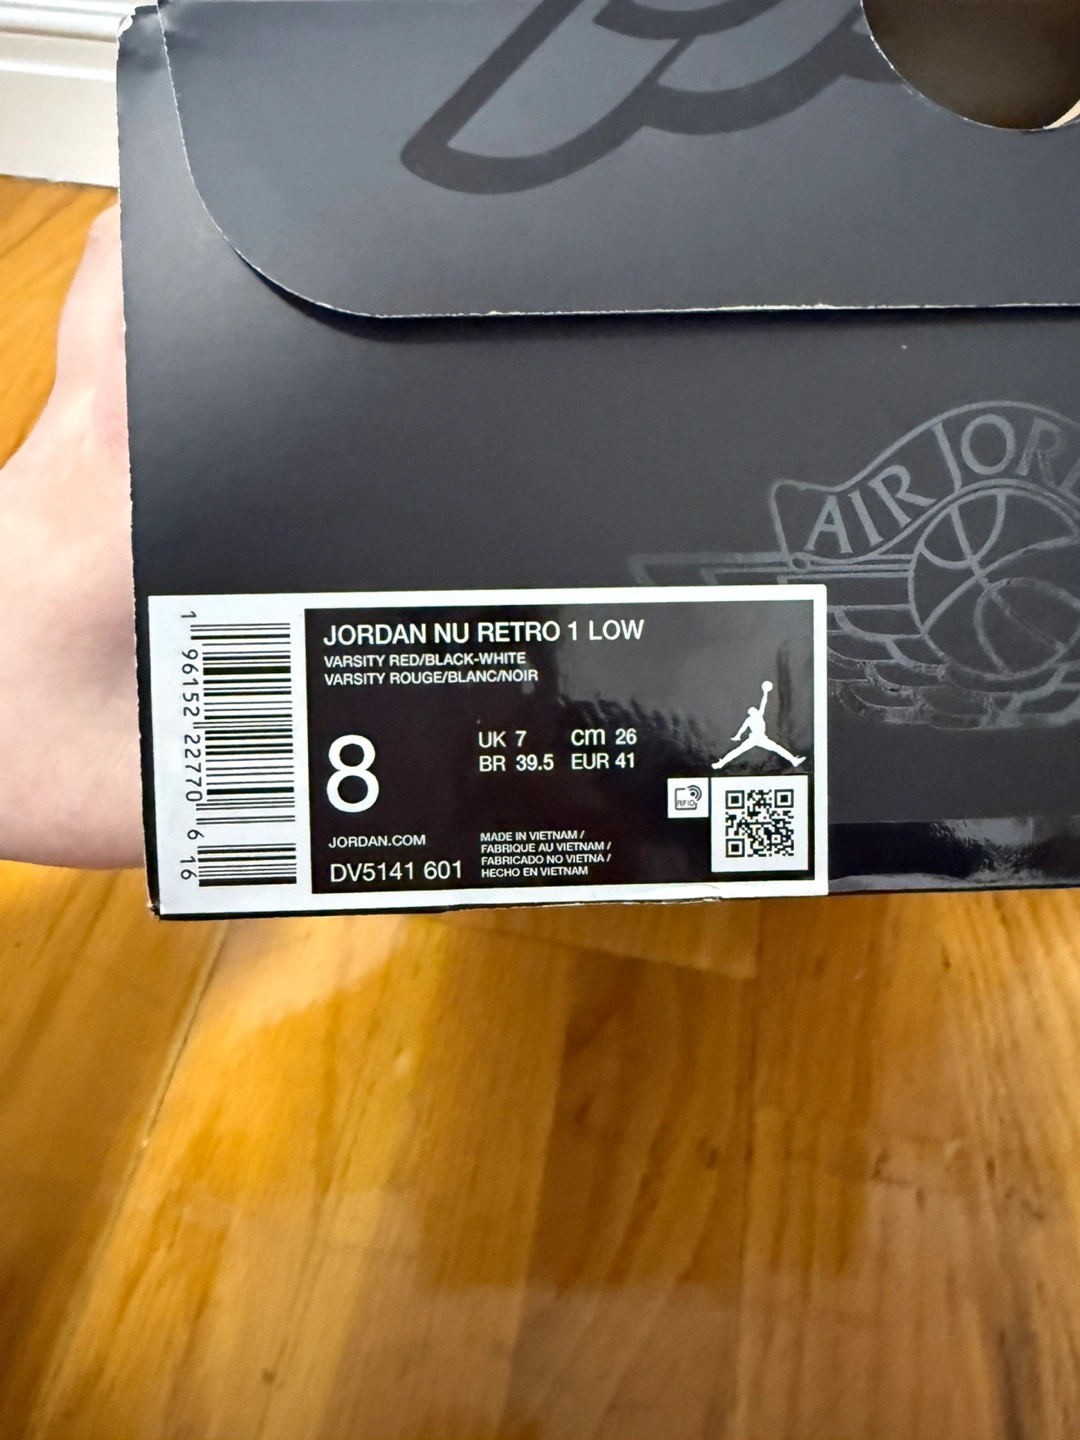 AIR JOR
JORDAN NU RETRO 1 LOW
VARSITY RED/BLACK-WHITE
VARSITY ROUGE/BLANC/NOIR
8
UK 7 cm 26
BR 39.5 EUR 41
RFID
JORDAN.COM
DV5141 601
MADE IN VIETNAM /
FABRIQUE AU VIETNAM /
FABRICADO NO VIETNA /
HECHO EN VIETNAM
1 96152 22770 6 16